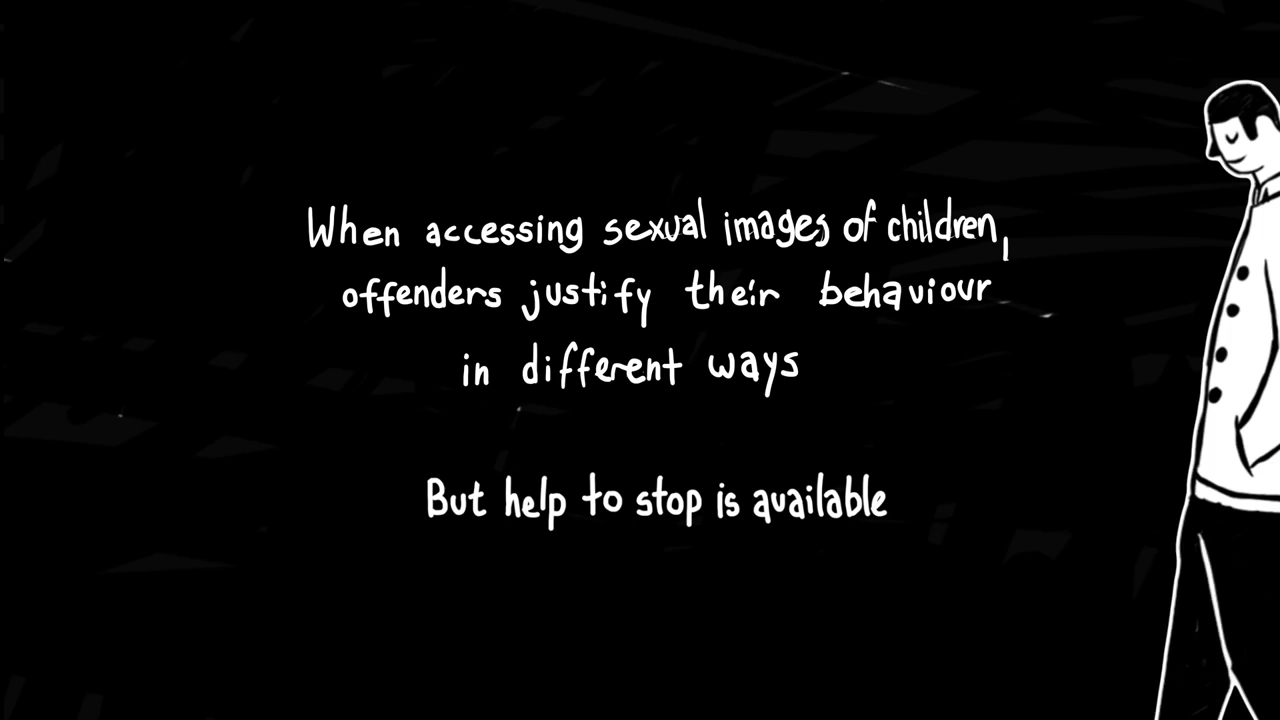 When accessing sexual images of children,
offenders justify their behaviour
in different ways
But help to stop is available